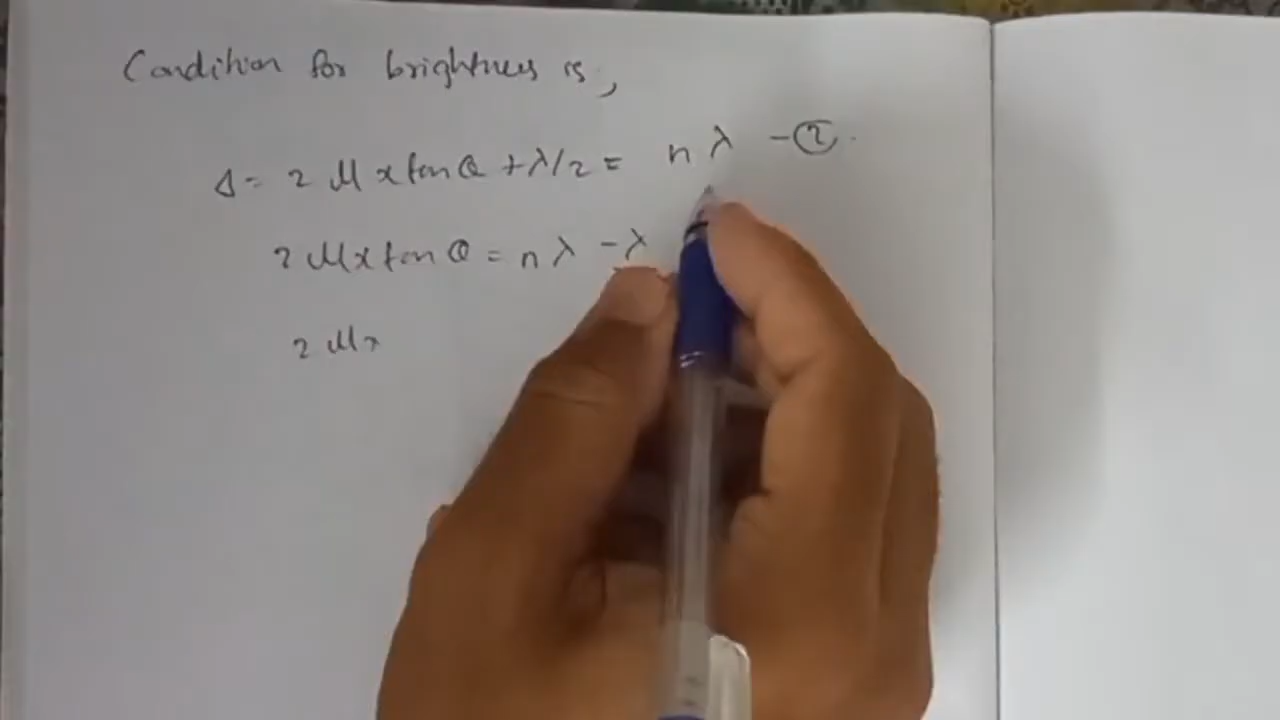 Condition for brightness is,
Δ = 2 μ x tan θ + λ/2 = n λ - ②.
2 μ x tan θ = n λ - λ
2 μ x